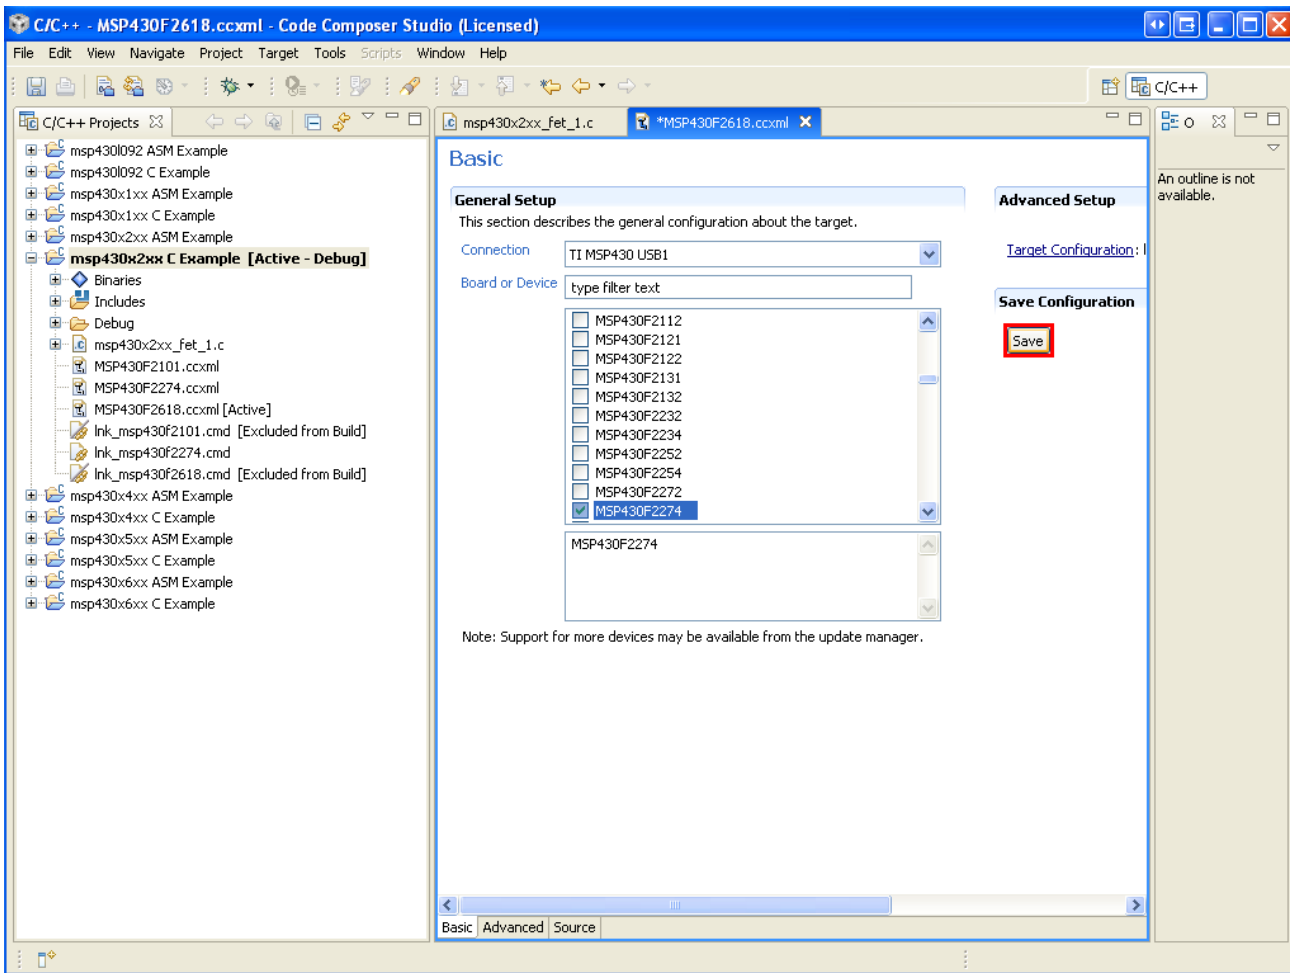 C/C++ - MSP430F2618.ccxml - Code Composer Studio (Licensed)
File Edit View Navigate Project Target Tools Scripts Window Help
C/C++
C/C++ Projects
msp430l092 ASM Example
msp430l092 C Example
msp430x1xx ASM Example
msp430x1xx C Example
msp430x2xx ASM Example
msp430x2xx C Example [Active - Debug]
Binaries
Includes
Debug
msp430x2xx_fet_1.c
MSP430F2101.ccxml
MSP430F2274.ccxml
MSP430F2618.ccxml [Active]
lnk_msp430f2101.cmd [Excluded from Build]
lnk_msp430f2274.cmd
lnk_msp430f2618.cmd [Excluded from Build]
msp430x4xx ASM Example
msp430x4xx C Example
msp430x5xx ASM Example
msp430x5xx C Example
msp430x6xx ASM Example
msp430x6xx C Example
msp430x2xx_fet_1.c *MSP430F2618.ccxml
Basic
General Setup
This section describes the general configuration about the target.
Connection TI MSP430 USB1
Board or Device type filter text
MSP430F2112
MSP430F2121
MSP430F2122
MSP430F2131
MSP430F2132
MSP430F2232
MSP430F2234
MSP430F2252
MSP430F2254
MSP430F2272
MSP430F2274
MSP430F2274
Note: Support for more devices may be available from the update manager.
Advanced Setup
Target Configuration:
Save Configuration
Save
Basic Advanced Source
O
An outline is not
available.